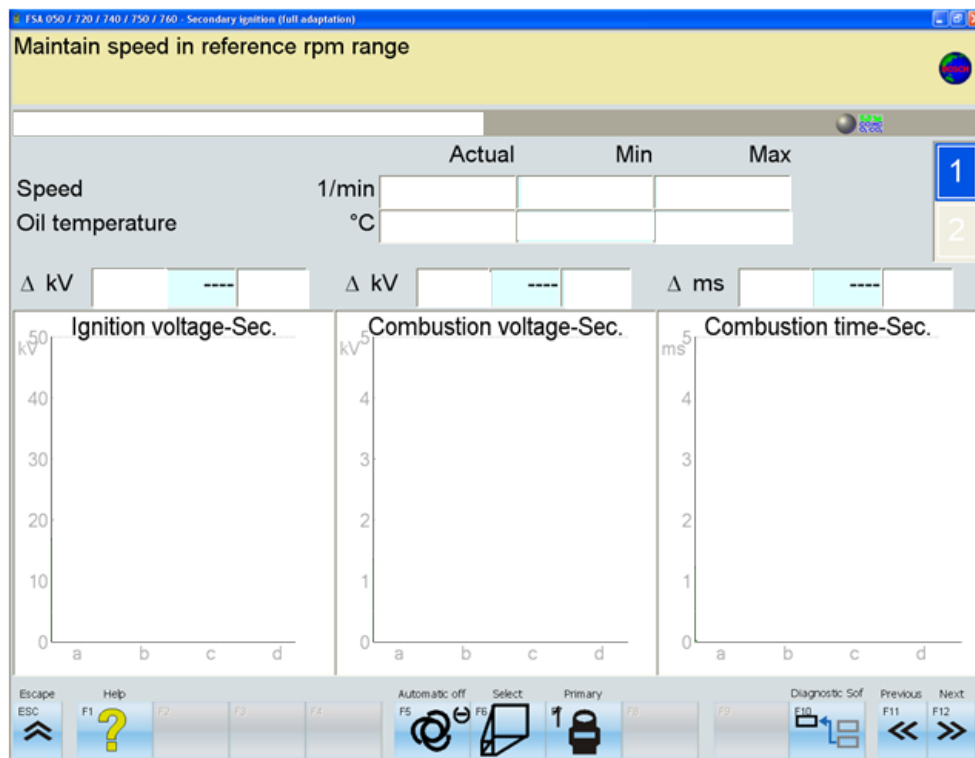 FSA 050 / 720 / 740 / 750 / 760 - Secondary ignition (full adaptation)
Maintain speed in reference rpm range
BOSCH
Actual Min Max
1
Speed 1/min
Oil temperature °C
2
Δ kV ---- Δ kV ---- Δ ms ----
Ignition voltage-Sec. Combustion voltage-Sec. Combustion time-Sec.
50 5 5
kV kV ms
40 4 4
30 3 3
20 2 2
10 1 1
0 0 0
a b c d a b c d a b c d
Escape Help Automatic off Select Primary Diagnostic Sof Previous Next
ESC F1 ? F2 F3 F4 F5 F6 F8 F9 F10 F11 F12